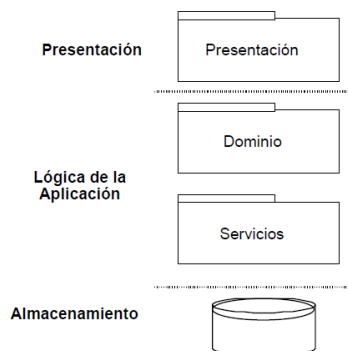 Presentación
Presentación
Dominio
Lógica de la
Aplicación
Servicios
Almacenamiento